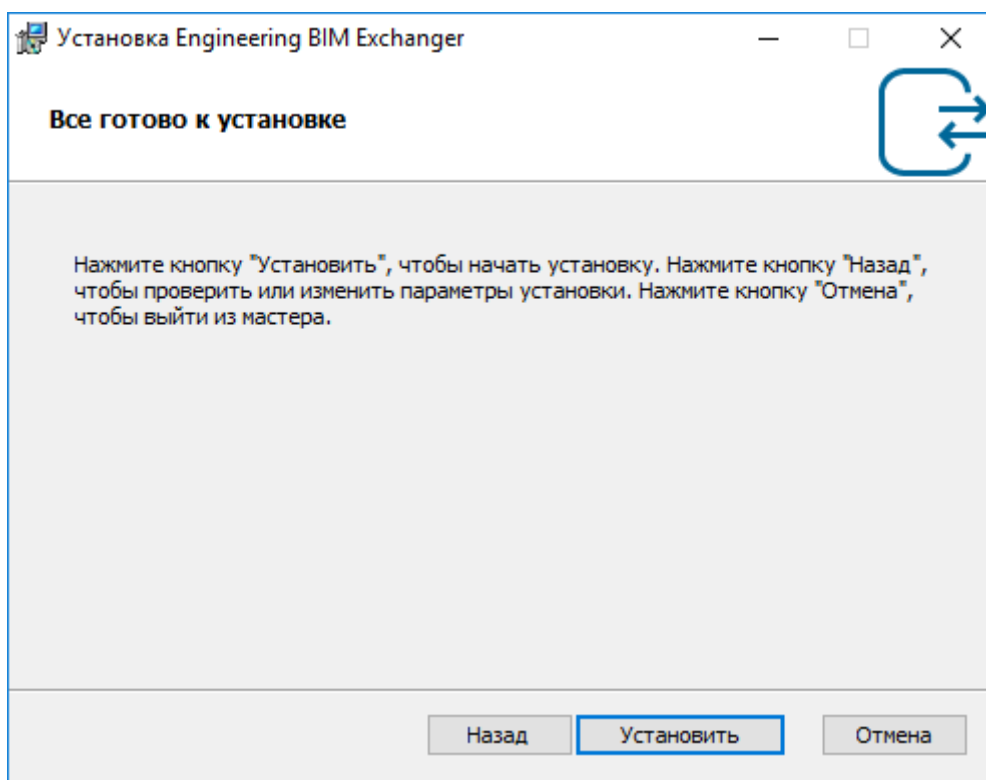 Установка Engineering BIM Exchanger
Все готово к установке
Нажмите кнопку "Установить", чтобы начать установку. Нажмите кнопку "Назад",
чтобы проверить или изменить параметры установки. Нажмите кнопку "Отмена",
чтобы выйти из мастера.
Назад
Установить
Отмена